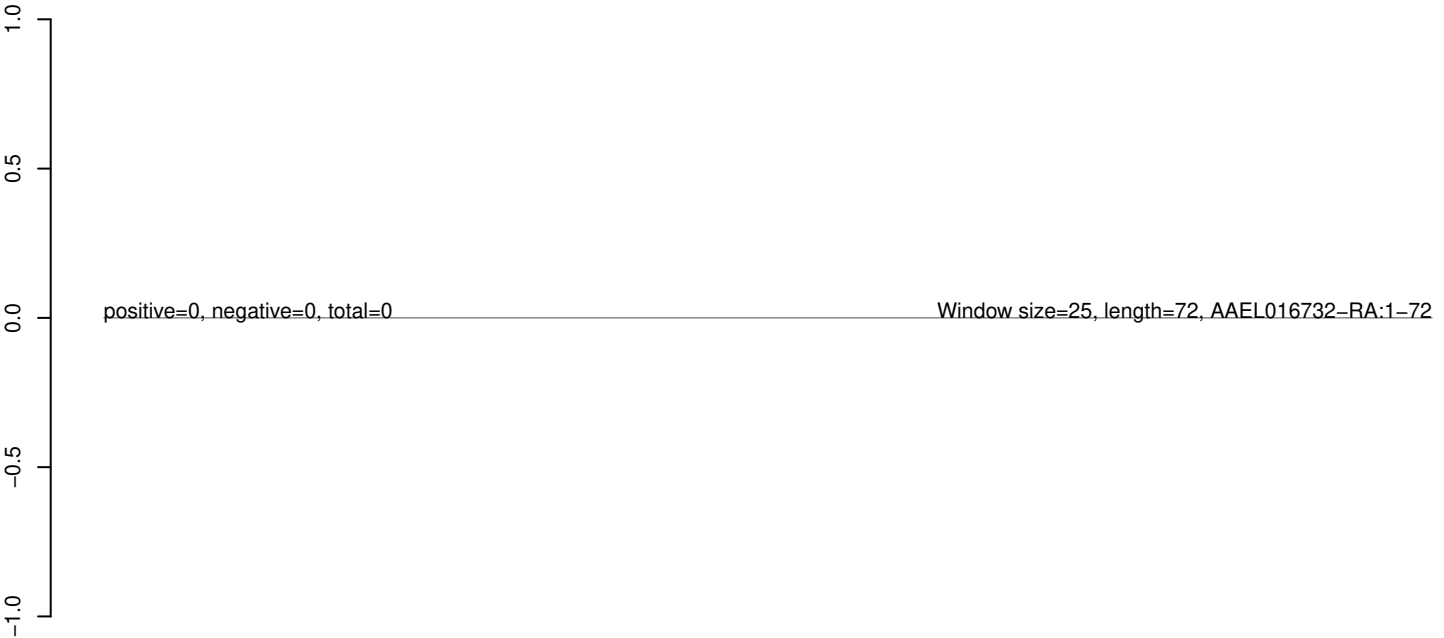 1.0
0.5
0.0
−0.5
−1.0
positive=0, negative=0, total=0
Window size=25, length=72, AAEL016732−RA:1−72